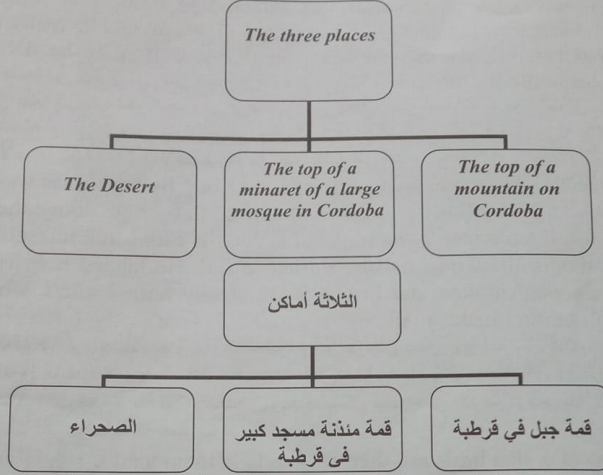 The three places
The Desert
The top of a
minaret of a large
mosque in Cordoba
The top of a
mountain on
Cordoba
الثلاثة أماكن
قمة جبل في قرطبة
قمة مئذنة مسجد كبير
في قرطبة
الصحراء